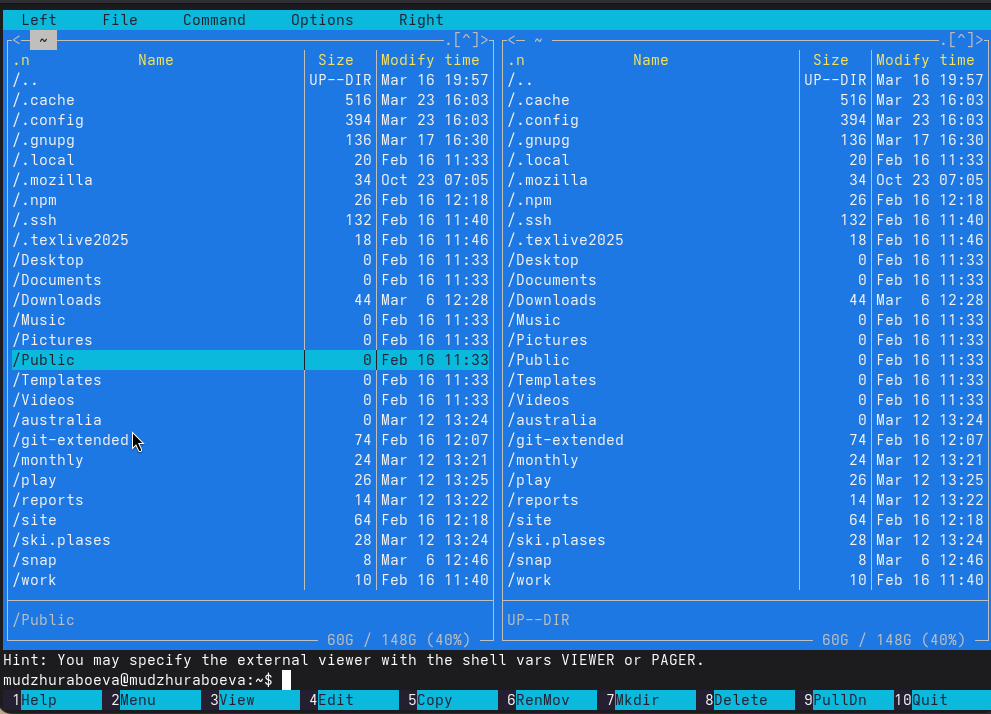 Left File Command Options Right
<─ ~ .[^]> <─ ~ .[^]>
.n Name Size Modify time .n Name Size Modify time
/.. UP--DIR Mar 16 19:57 /.. UP--DIR Mar 16 19:57
/.cache 516 Mar 23 16:03 /.cache 516 Mar 23 16:03
/.config 394 Mar 23 16:03 /.config 394 Mar 23 16:03
/.gnupg 136 Mar 17 16:30 /.gnupg 136 Mar 17 16:30
/.local 20 Feb 16 11:33 /.local 20 Feb 16 11:33
/.mozilla 34 Oct 23 07:05 /.mozilla 34 Oct 23 07:05
/.npm 26 Feb 16 12:18 /.npm 26 Feb 16 12:18
/.ssh 132 Feb 16 11:40 /.ssh 132 Feb 16 11:40
/.texlive2025 18 Feb 16 11:46 /.texlive2025 18 Feb 16 11:46
/Desktop 0 Feb 16 11:33 /Desktop 0 Feb 16 11:33
/Documents 0 Feb 16 11:33 /Documents 0 Feb 16 11:33
/Downloads 44 Mar 6 12:28 /Downloads 44 Mar 6 12:28
/Music 0 Feb 16 11:33 /Music 0 Feb 16 11:33
/Pictures 0 Feb 16 11:33 /Pictures 0 Feb 16 11:33
/Public 0 Feb 16 11:33 /Public 0 Feb 16 11:33
/Templates 0 Feb 16 11:33 /Templates 0 Feb 16 11:33
/Videos 0 Feb 16 11:33 /Videos 0 Feb 16 11:33
/australia 0 Mar 12 13:24 /australia 0 Mar 12 13:24
/git-extended 74 Feb 16 12:07 /git-extended 74 Feb 16 12:07
/monthly 24 Mar 12 13:21 /monthly 24 Mar 12 13:21
/play 26 Mar 12 13:25 /play 26 Mar 12 13:25
/reports 14 Mar 12 13:22 /reports 14 Mar 12 13:22
/site 64 Feb 16 12:18 /site 64 Feb 16 12:18
/ski.plases 28 Mar 12 13:24 /ski.plases 28 Mar 12 13:24
/snap 8 Mar 6 12:46 /snap 8 Mar 6 12:46
/work 10 Feb 16 11:40 /work 10 Feb 16 11:40
/Public UP--DIR
60G / 148G (40%) 60G / 148G (40%)
Hint: You may specify the external viewer with the shell vars VIEWER or PAGER.
mudzhuraboeva@mudzhuraboeva:~$
1Help 2Menu 3View 4Edit 5Copy 6RenMov 7Mkdir 8Delete 9PullDn 10Quit